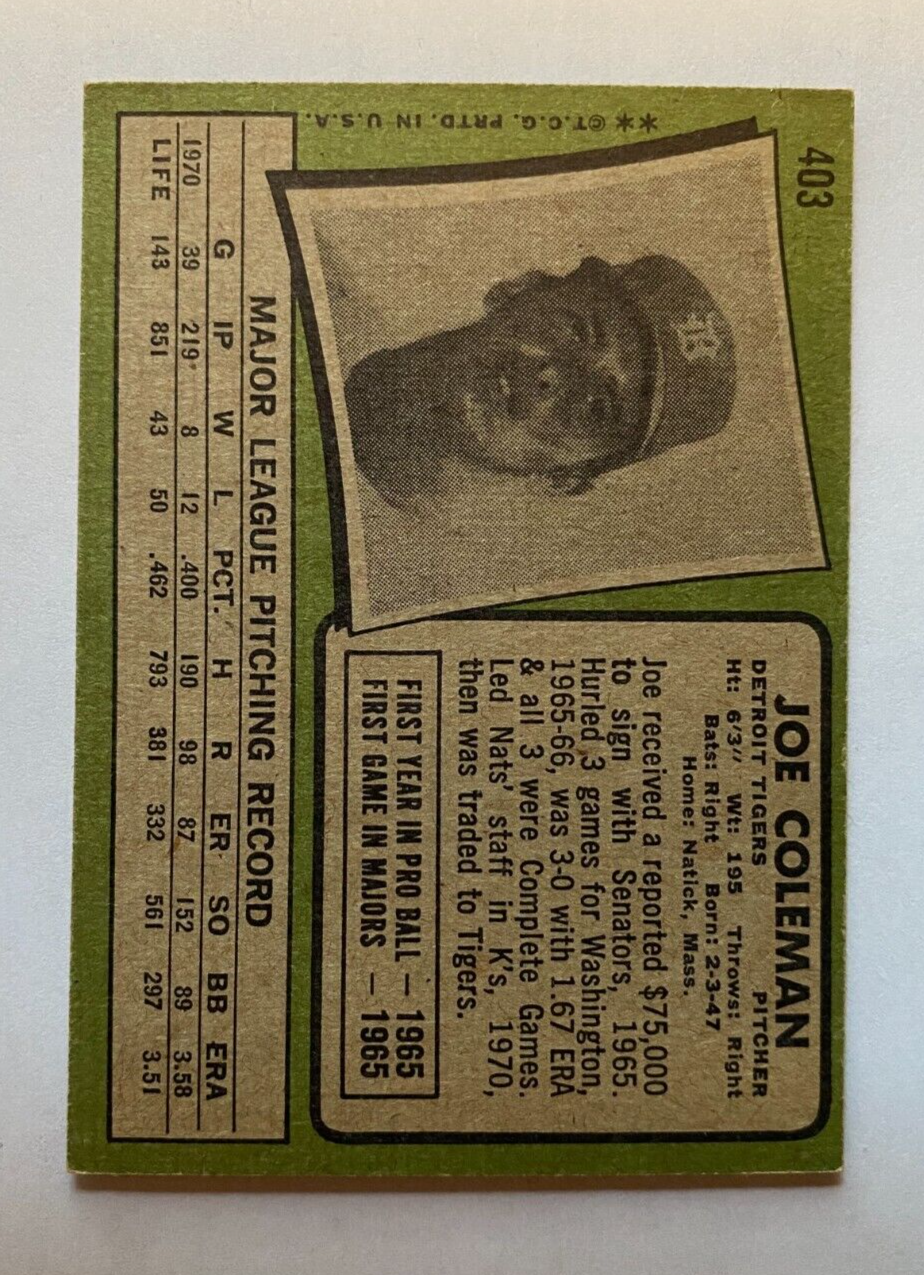 403
** ©T.C.G. PRTD. IN U.S.A.
JOE COLEMAN
DETROIT TIGERS PITCHER
Ht: 6'3" Wt: 195 Throws: Right
Bats: Right Born: 2-3-47
Home: Natick, Mass.
Joe received a reported $75,000
to sign with Senators, 1965.
Hurled 3 games for Washington,
1965-66, was 3-0 with 1.67 ERA
& all 3 were Complete Games.
Led Nats' staff in K's, 1970,
then was traded to Tigers.
FIRST YEAR IN PRO BALL — 1965
FIRST GAME IN MAJORS — 1965
MAJOR LEAGUE PITCHING RECORD
G IP W L PCT. H R ER SO BB ERA
1970 39 219* 8 12 .400 190 98 87 152 89 3.58
LIFE 143 851 43 50 .462 793 381 332 561 297 3.51